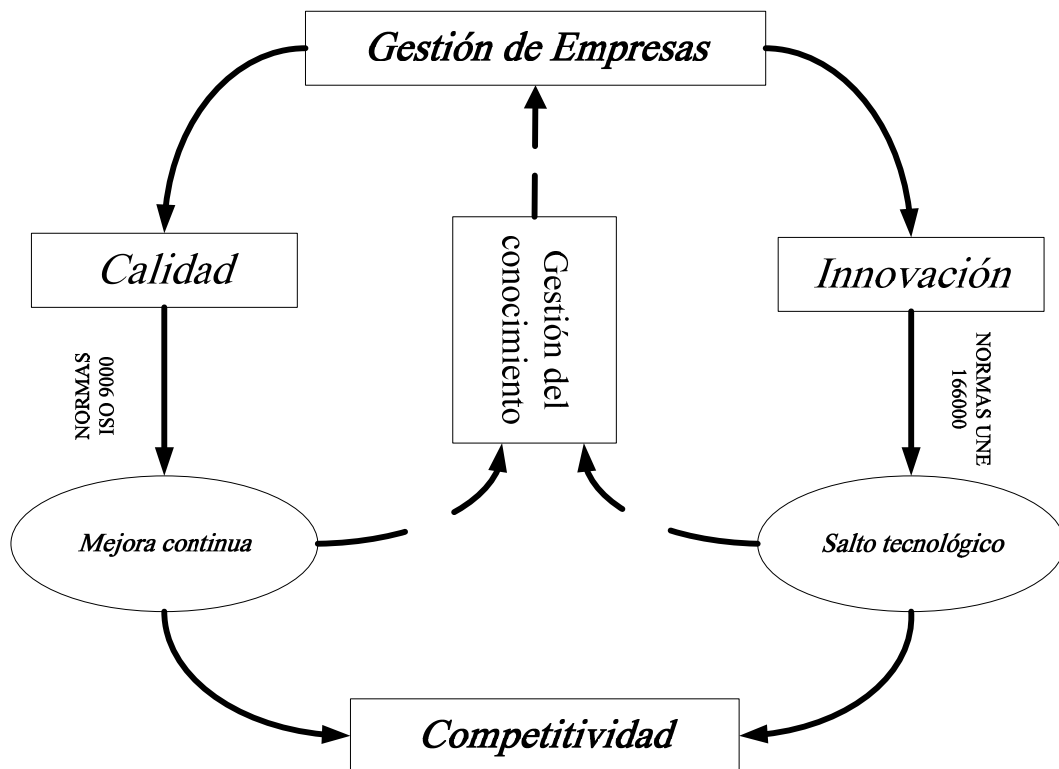 Gestión de Empresas
Calidad
Gestión del
conocimiento
Innovación
NORMAS
ISO 9000
NORMAS UNE
166000
Mejora continua
Salto tecnológico
Competitividad